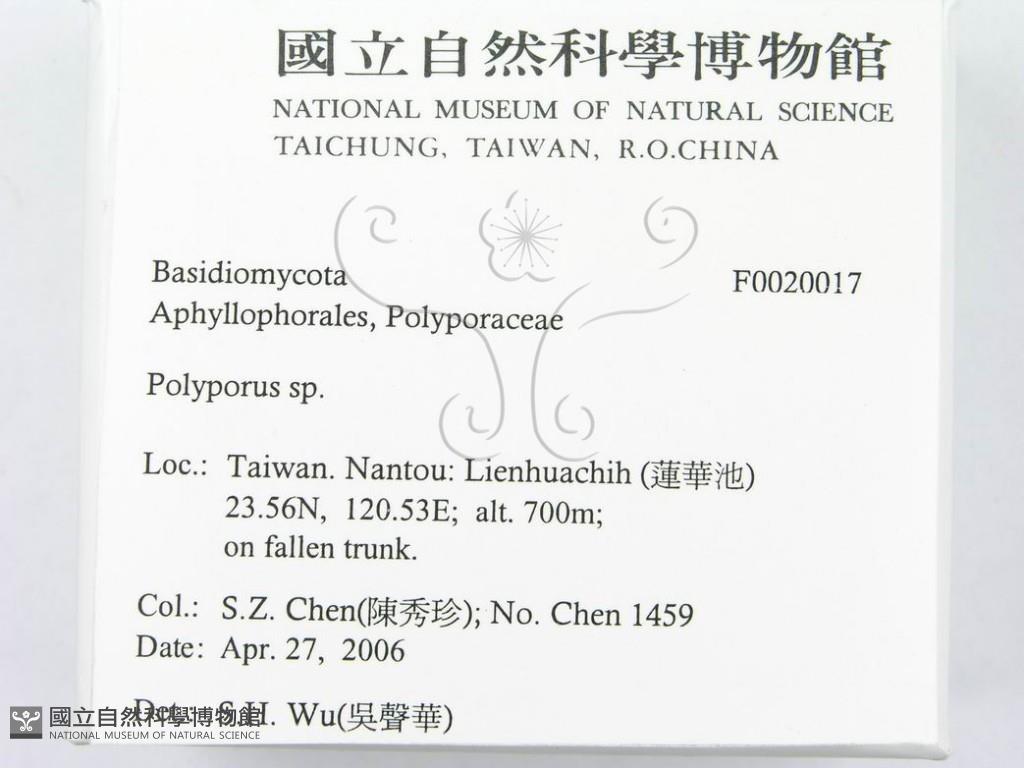 國立自然科學博物館
NATIONAL MUSEUM OF NATURAL SCIENCE
TAICHUNG, TAIWAN, R.O.CHINA
Basidiomycota F0020017
Aphyllophorales, Polyporaceae
Polyporus sp.
Loc.: Taiwan. Nantou: Lienhuachih (蓮華池)
23.56N, 120.53E; alt. 700m;
on fallen trunk.
Col.: S.Z. Chen(陳秀珍); No. Chen 1459
Date: Apr. 27, 2006
Det.: S.H. Wu(吳聲華)
國立自然科學博物館
NATIONAL MUSEUM OF NATURAL SCIENCE